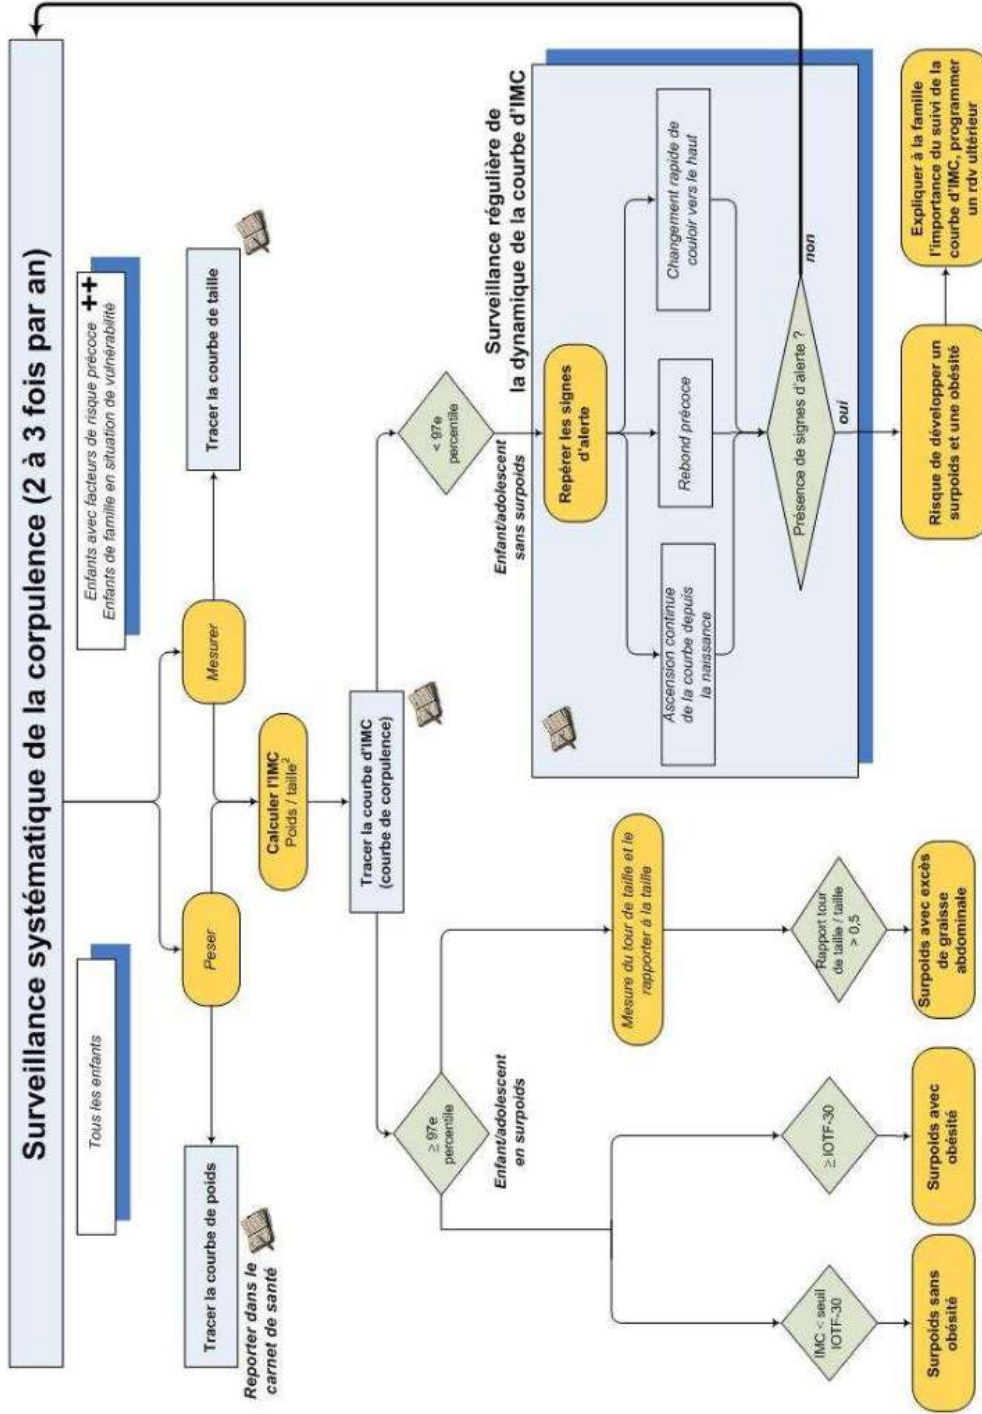 Surveillance systématique de la corpulence (2 à 3 fois par an)
Tous les enfants
Enfants avec facteurs de risque précoce ++
Enfants de famille en situation de vulnérabilité
Peser
Mesurer
Tracer la courbe de poids
Tracer la courbe de taille
Reporter dans le
carnet de santé
Calculer l'IMC
Poids / taille²
Tracer la courbe d'IMC
(courbe de corpulence)
≥ 97e
percentile
< 97e
percentile
Enfant/adolescent
en surpoids
Enfant/adolescent
sans surpoids
Surveillance régulière de
la dynamique de la courbe d'IMC
Repérer les signes
d'alerte
Ascension continue
de la courbe depuis
la naissance
Rebond précoce
Changement rapide de
couloir vers le haut
Présence de signes d'alerte ?
non
oui
Mesure du tour de taille et le
rapporter à la taille
IMC < seuil
IOTF-30
≥ IOTF-30
Rapport tour
de taille / taille
> 0,5
Surpoids sans
obésité
Surpoids avec
obésité
Surpoids avec excès
de graisse
abdominale
Risque de développer un
surpoids et une obésité
Expliquer à la famille
l'importance du suivi de la
courbe d'IMC, programmer
un rdv ultérieur